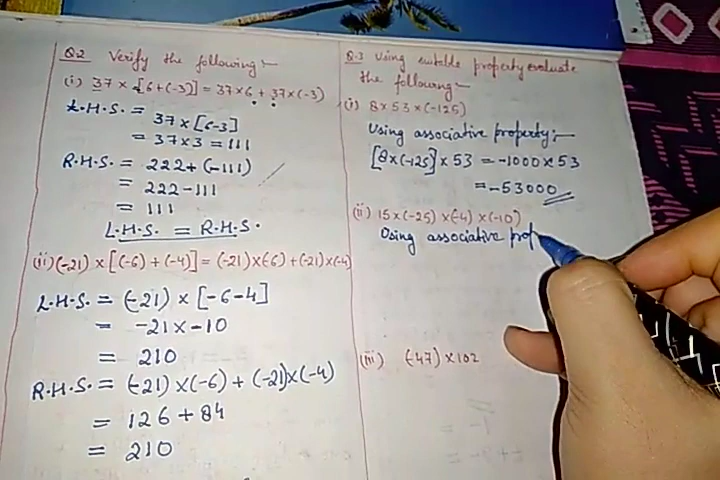 Q.2 Verify the following :-
(i) 37 × [6+(-3)] = 37×6 + 37×(-3)
L.H.S. = 37 × [6-3]
= 37×3 = 111
R.H.S. = 222+(-111)
= 222-111
= 111
L.H.S. = R.H.S.
(ii) (-21) × [(-6) + (-4)] = (-21)×(-6) + (-21)×(-4)
L.H.S. = (-21) × [-6-4]
= -21×-10
= 210
R.H.S. = (-21)×(-6) + (-21)×(-4)
= 126 + 84
= 210
Q.3 Using suitable property evaluate
the following :-
(i) 8×53×(-125)
Using associative property :-
[8×(-125]×53 = -1000×53
= -53000
(ii) 15×(-25)×(-4)×(-10)
Using associative prop
(iii) (-47)×102